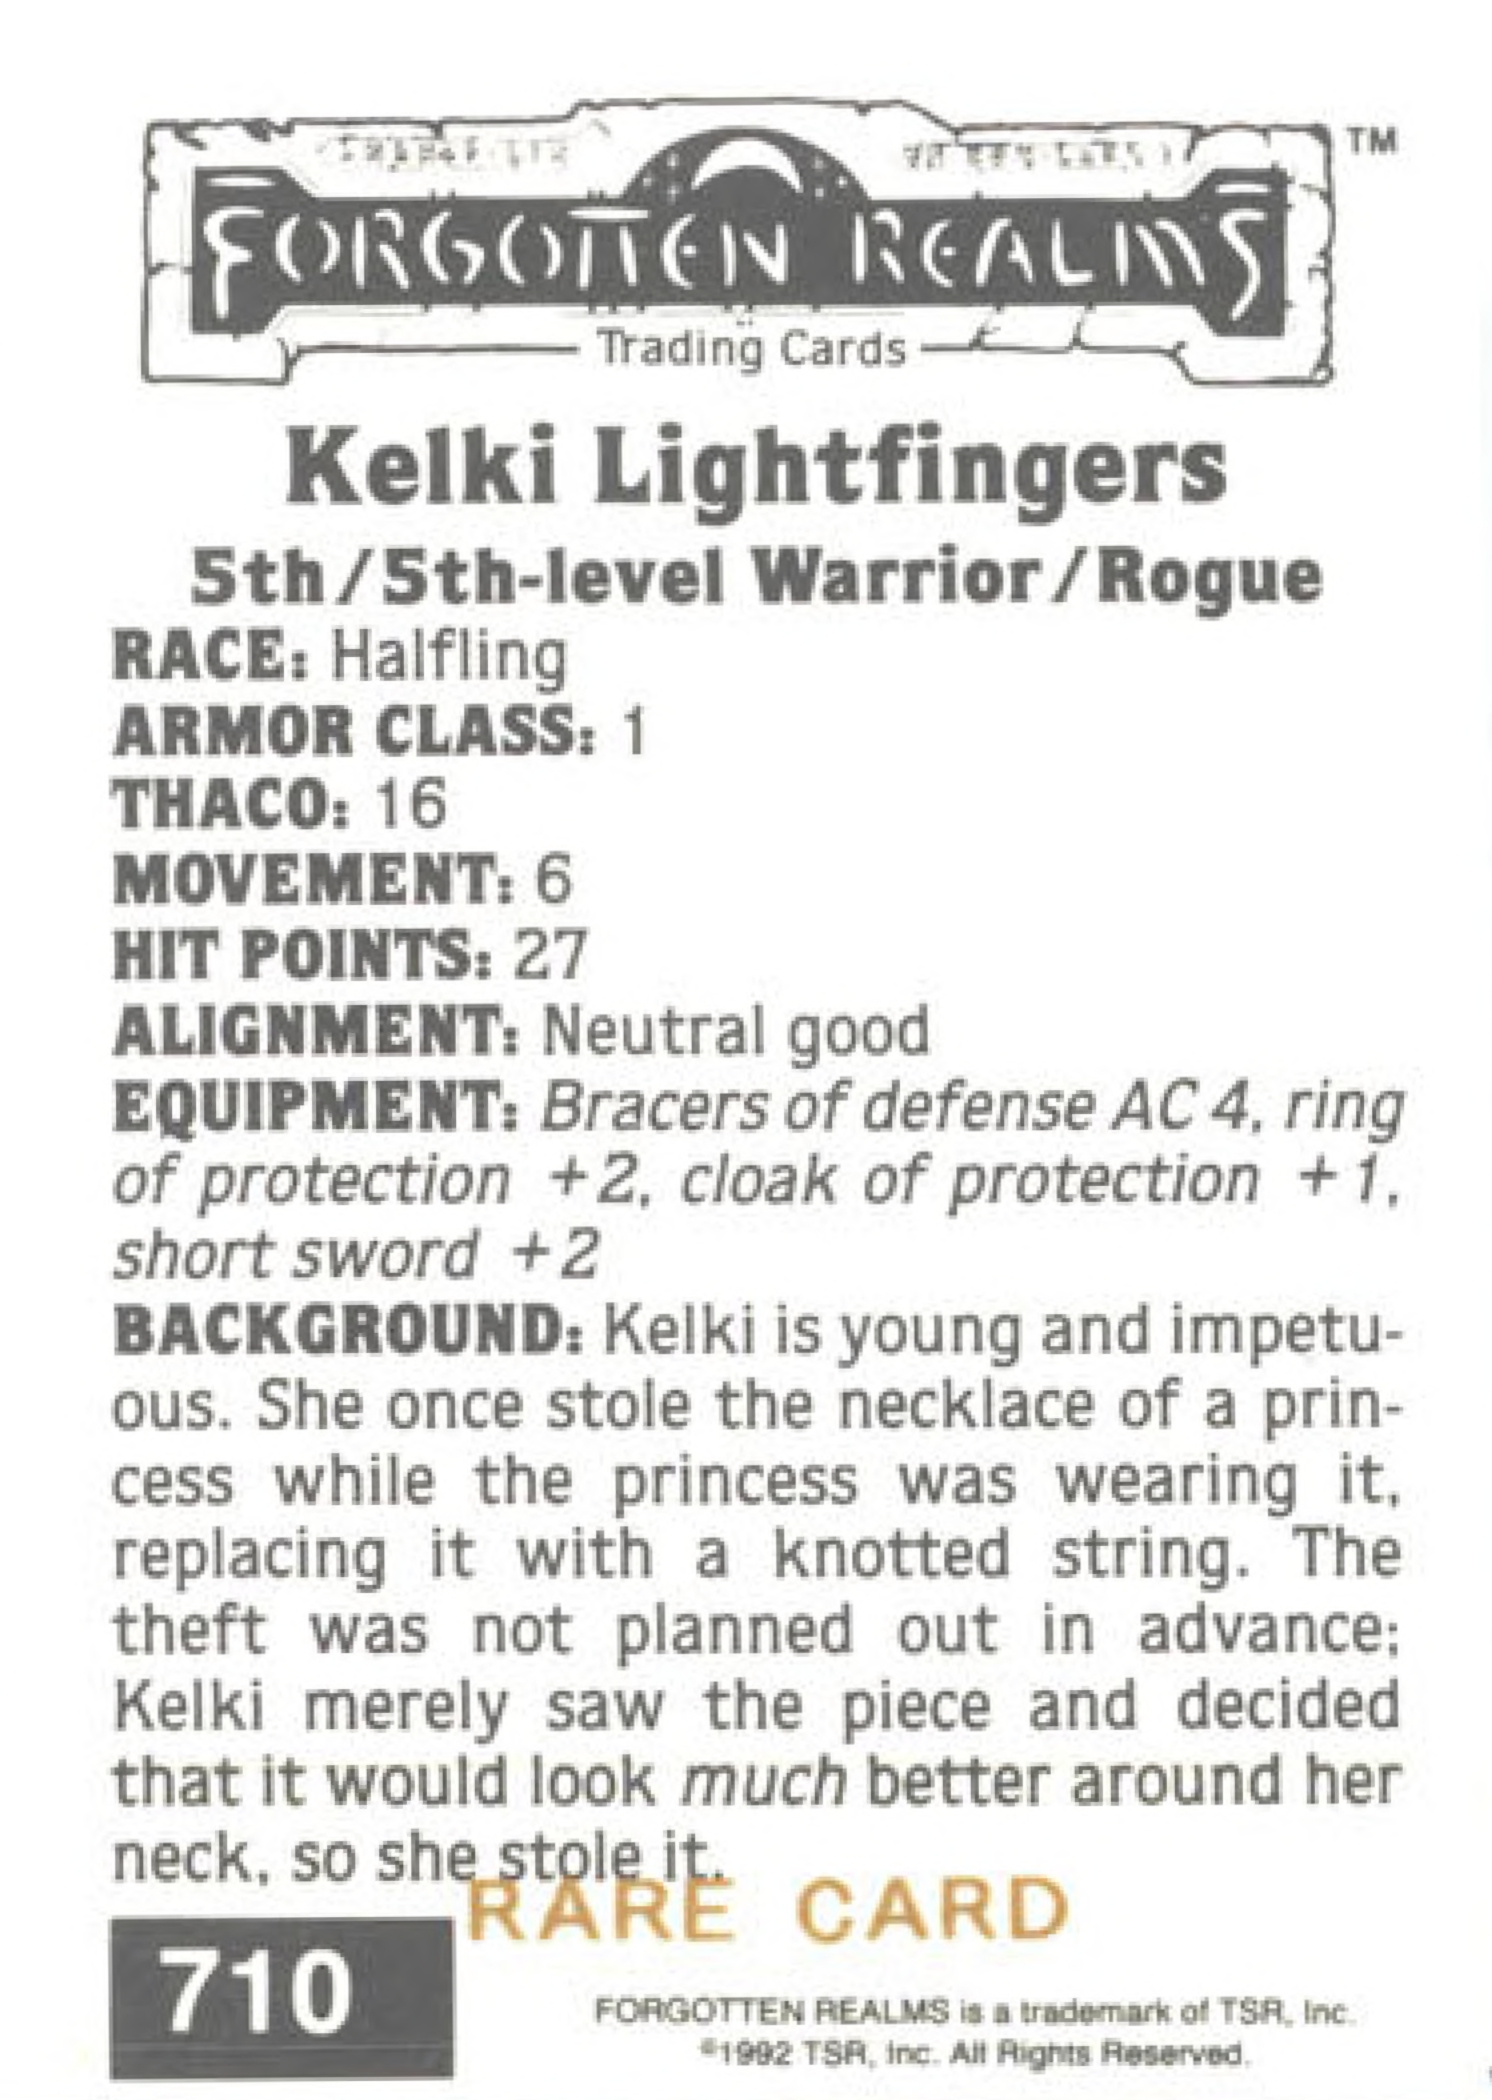 FORGOTTEN REALMS
TM
Trading Cards
Kelki Lightfingers
5th/5th-level Warrior/Rogue
RACE: Halfling
ARMOR CLASS: 1
THACO: 16
MOVEMENT: 6
HIT POINTS: 27
ALIGNMENT: Neutral good
EQUIPMENT: Bracers of defense AC 4, ring
of protection +2, cloak of protection +1,
short sword +2
BACKGROUND: Kelki is young and impetu-
ous. She once stole the necklace of a prin-
cess while the princess was wearing it,
replacing it with a knotted string. The
theft was not planned out in advance;
Kelki merely saw the piece and decided
that it would look much better around her
neck, so she stole it.
RARE CARD
710
FORGOTTEN REALMS is a trademark of TSR, Inc.
©1992 TSR, Inc. All Rights Reserved.